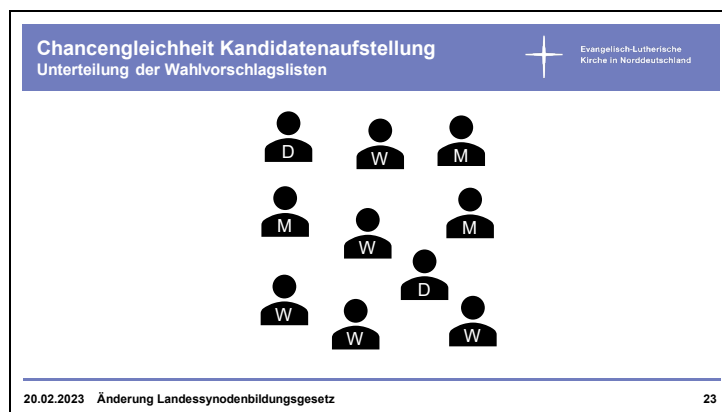 Chancengleichheit Kandidatenaufstellung
Unterteilung der Wahlvorschlagslisten
Evangelisch-Lutherische
Kirche in Norddeutschland
D
W
M
M
W
M
D
W
W
W
20.02.2023 Änderung Landessynodenbildungsgesetz 23